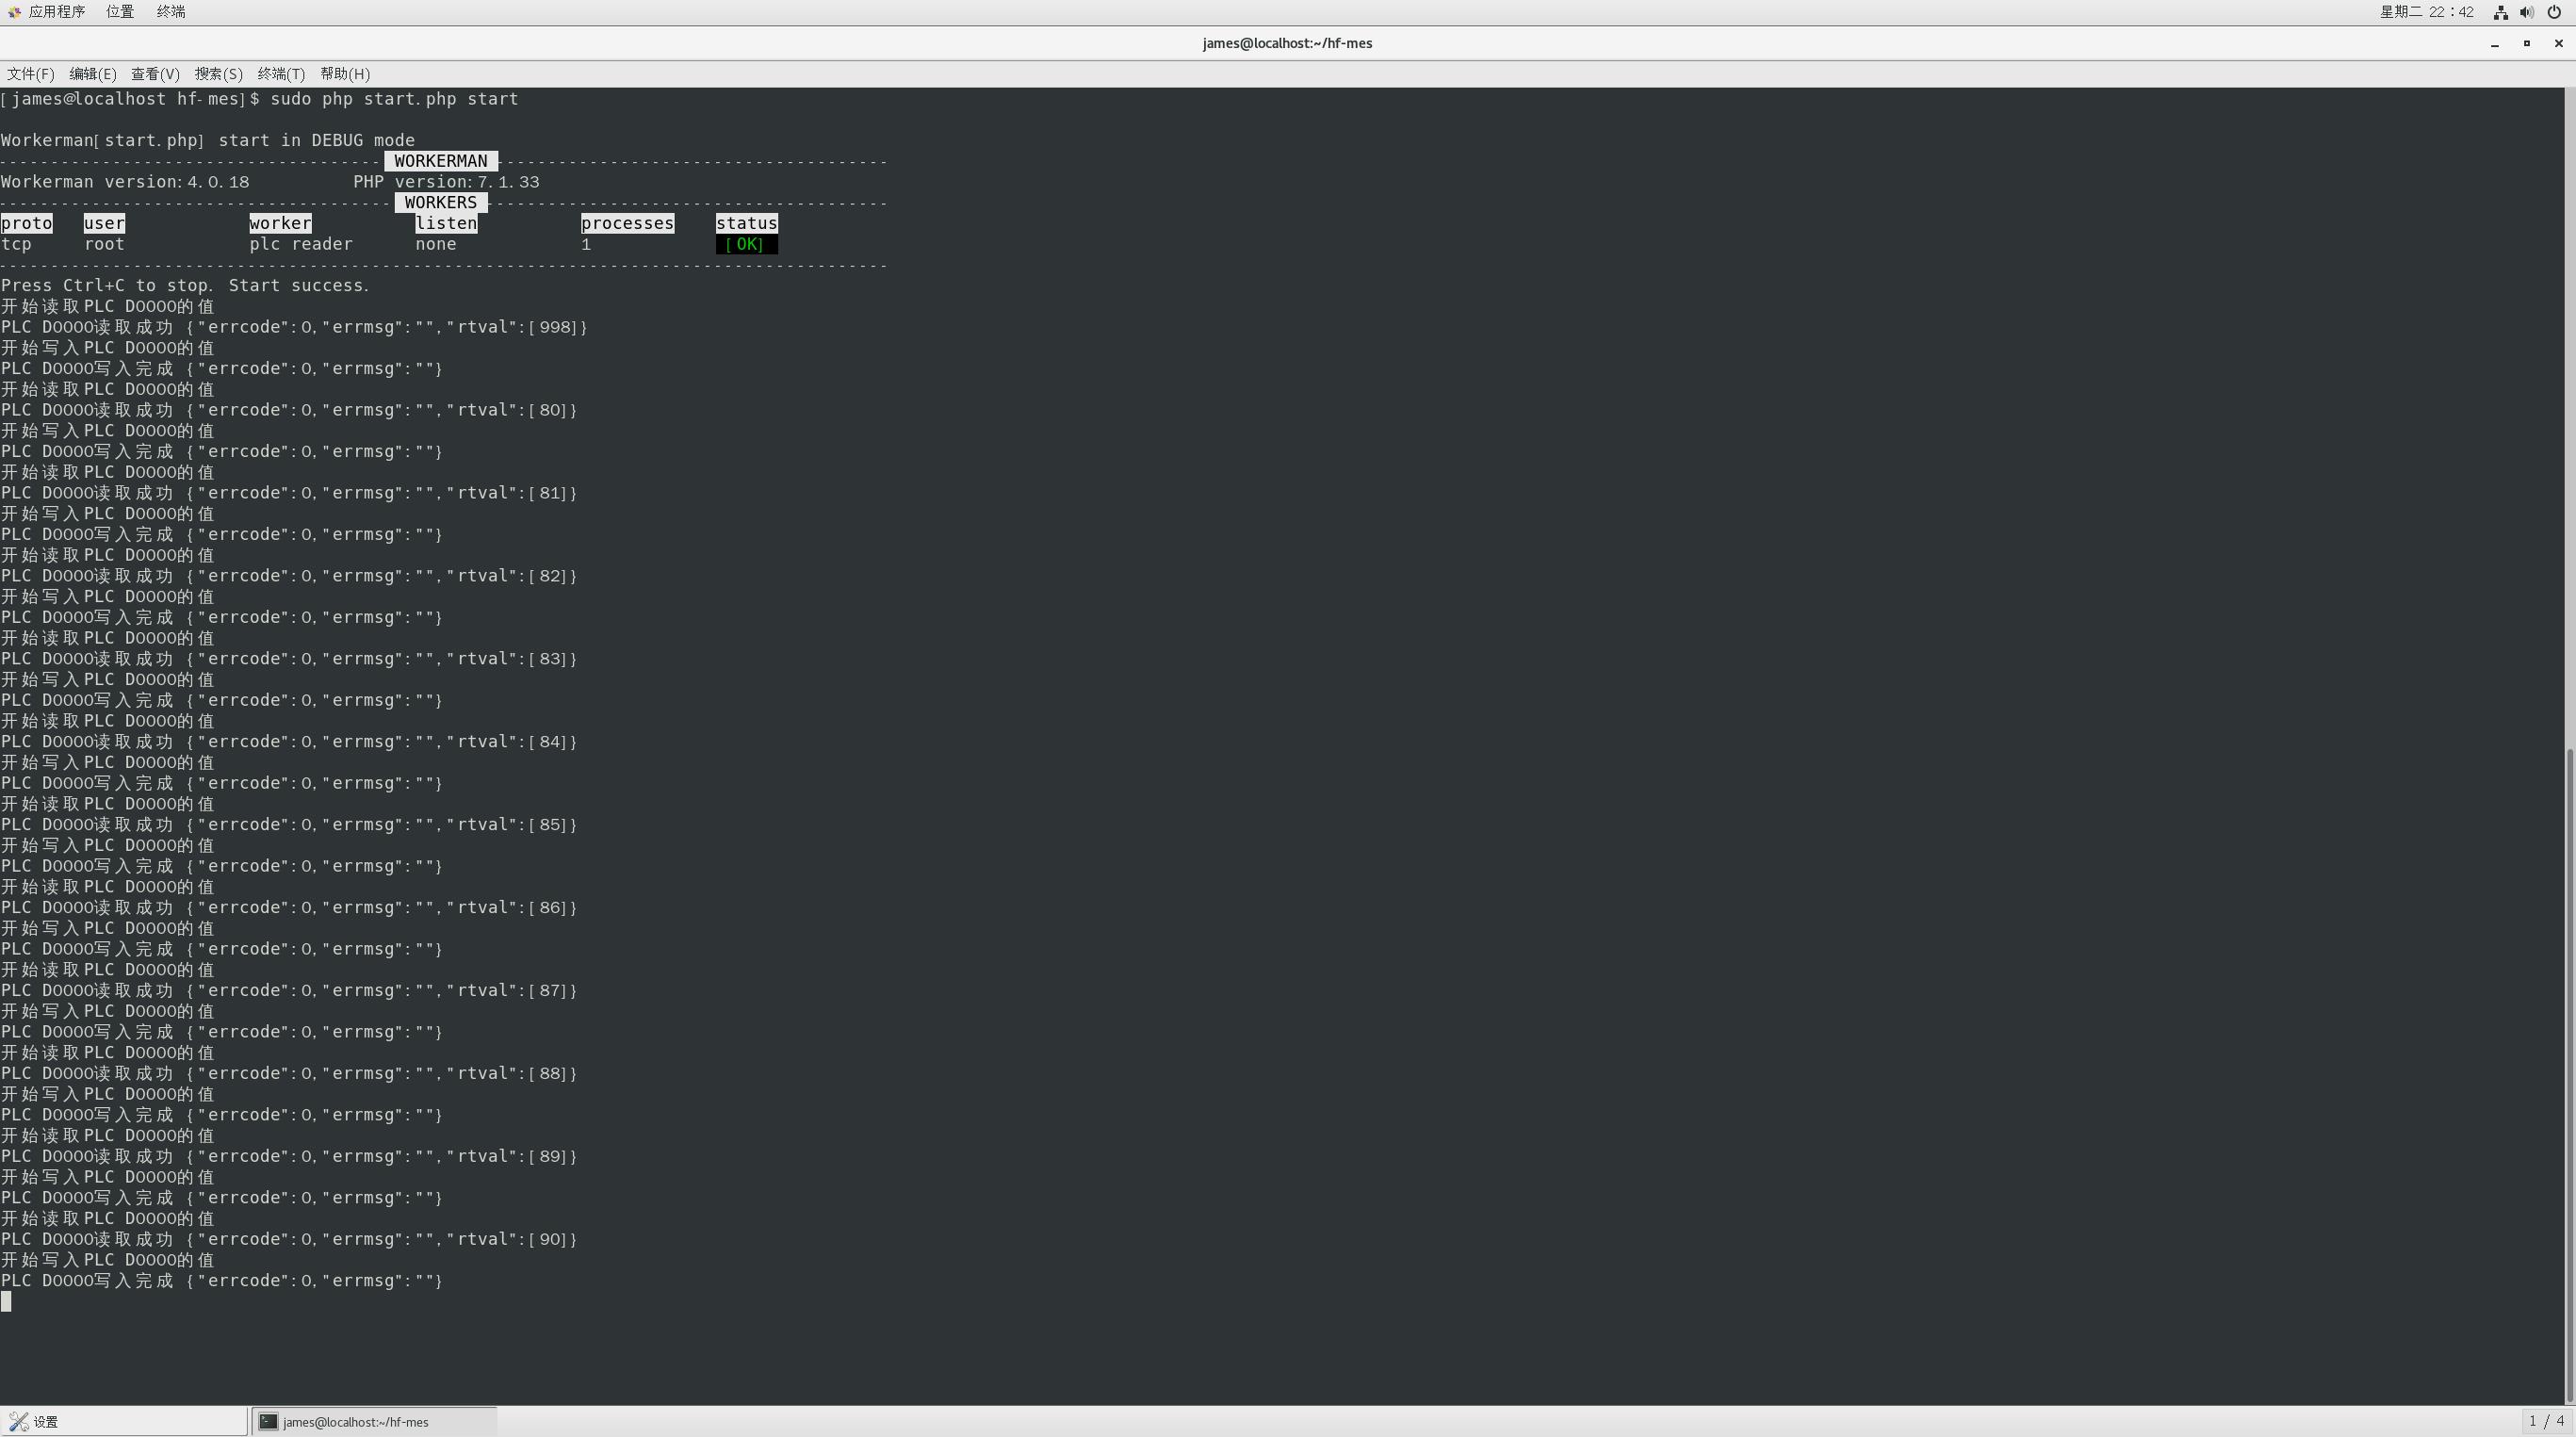 应用程序 位置 终端 星期二 22：42
james@localhost:~/hf-mes
文件(F) 编辑(E) 查看(V) 搜索(S) 终端(T) 帮助(H)
[james@localhost hf-mes]$ sudo php start.php start
Workerman[start.php] start in DEBUG mode
------------------------------------- WORKERMAN --------------------------------------
Workerman version:4.0.18          PHP version:7.1.33
-------------------------------------- WORKERS ---------------------------------------
proto   user            worker          listen          processes    status
tcp     root            plc reader      none            1             [OK]
--------------------------------------------------------------------------------------
Press Ctrl+C to stop. Start success.
开始读取PLC D0000的值
PLC D0000读取成功 {"errcode":0,"errmsg":"","rtval":[998]}
开始写入PLC D0000的值
PLC D0000写入完成 {"errcode":0,"errmsg":""}
开始读取PLC D0000的值
PLC D0000读取成功 {"errcode":0,"errmsg":"","rtval":[80]}
开始写入PLC D0000的值
PLC D0000写入完成 {"errcode":0,"errmsg":""}
开始读取PLC D0000的值
PLC D0000读取成功 {"errcode":0,"errmsg":"","rtval":[81]}
开始写入PLC D0000的值
PLC D0000写入完成 {"errcode":0,"errmsg":""}
开始读取PLC D0000的值
PLC D0000读取成功 {"errcode":0,"errmsg":"","rtval":[82]}
开始写入PLC D0000的值
PLC D0000写入完成 {"errcode":0,"errmsg":""}
开始读取PLC D0000的值
PLC D0000读取成功 {"errcode":0,"errmsg":"","rtval":[83]}
开始写入PLC D0000的值
PLC D0000写入完成 {"errcode":0,"errmsg":""}
开始读取PLC D0000的值
PLC D0000读取成功 {"errcode":0,"errmsg":"","rtval":[84]}
开始写入PLC D0000的值
PLC D0000写入完成 {"errcode":0,"errmsg":""}
开始读取PLC D0000的值
PLC D0000读取成功 {"errcode":0,"errmsg":"","rtval":[85]}
开始写入PLC D0000的值
PLC D0000写入完成 {"errcode":0,"errmsg":""}
开始读取PLC D0000的值
PLC D0000读取成功 {"errcode":0,"errmsg":"","rtval":[86]}
开始写入PLC D0000的值
PLC D0000写入完成 {"errcode":0,"errmsg":""}
开始读取PLC D0000的值
PLC D0000读取成功 {"errcode":0,"errmsg":"","rtval":[87]}
开始写入PLC D0000的值
PLC D0000写入完成 {"errcode":0,"errmsg":""}
开始读取PLC D0000的值
PLC D0000读取成功 {"errcode":0,"errmsg":"","rtval":[88]}
开始写入PLC D0000的值
PLC D0000写入完成 {"errcode":0,"errmsg":""}
开始读取PLC D0000的值
PLC D0000读取成功 {"errcode":0,"errmsg":"","rtval":[89]}
开始写入PLC D0000的值
PLC D0000写入完成 {"errcode":0,"errmsg":""}
开始读取PLC D0000的值
PLC D0000读取成功 {"errcode":0,"errmsg":"","rtval":[90]}
开始写入PLC D0000的值
PLC D0000写入完成 {"errcode":0,"errmsg":""}
设置 james@localhost:~/hf-mes 1 / 4